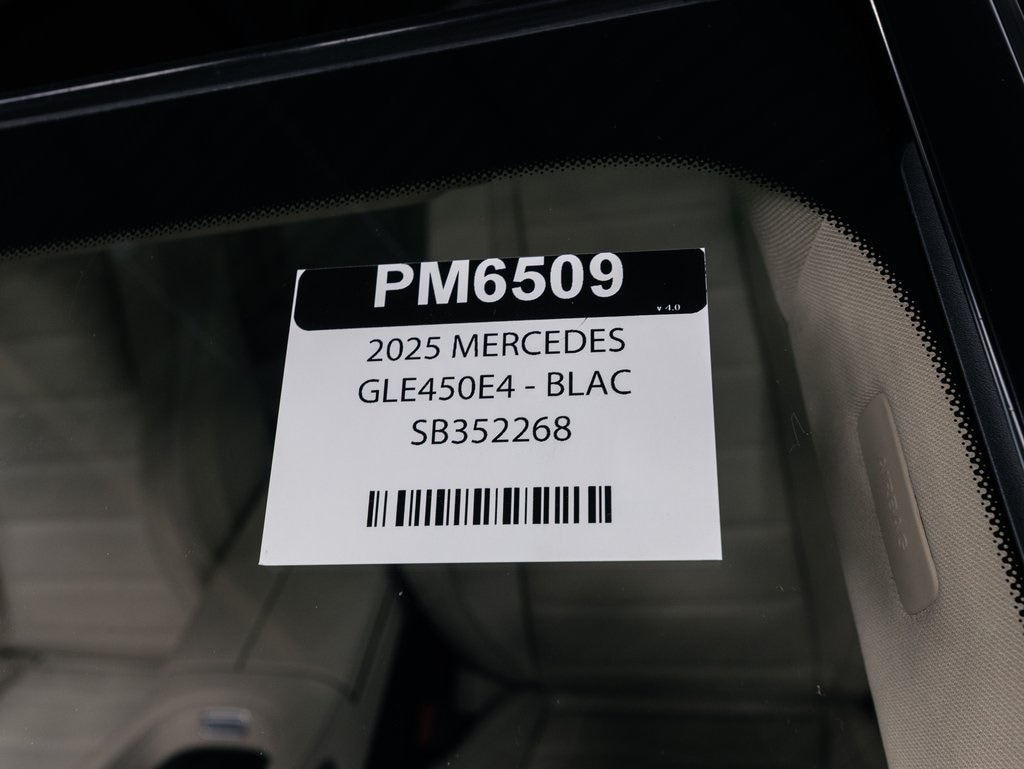 PM6509
v 4.0
2025 MERCEDES
GLE450E4 - BLAC
SB352268